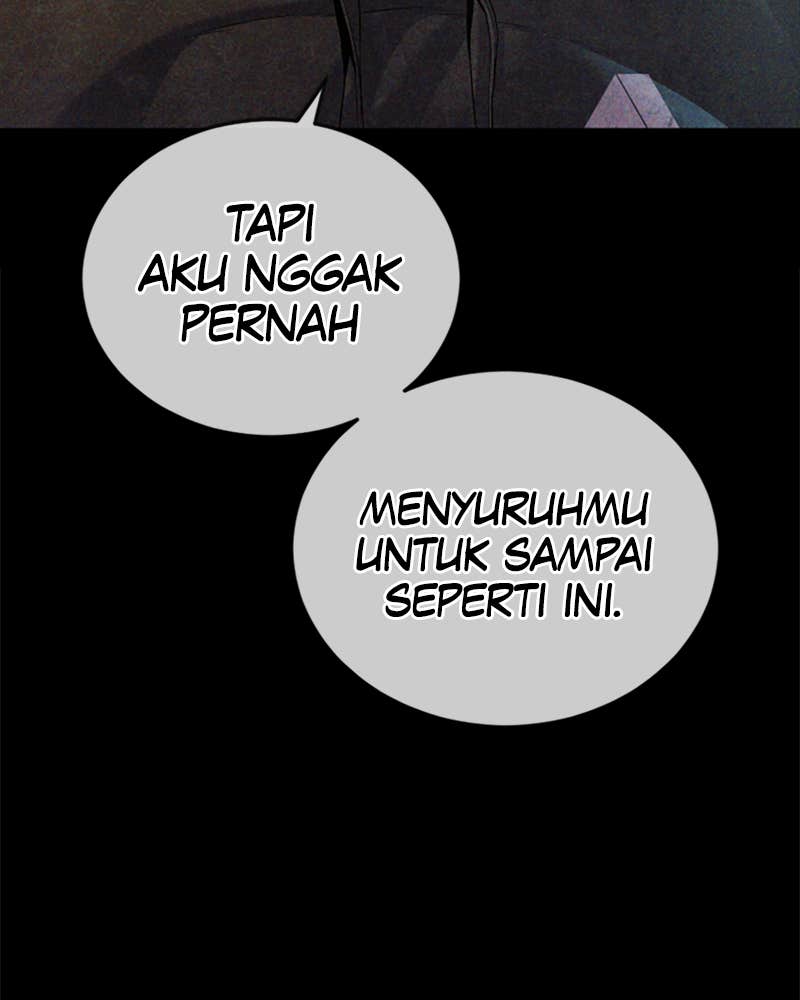 TAPI
AKU NGGAK
PERNAH
MENYURUHMU
UNTUK SAMPAI
SEPERTI INI.